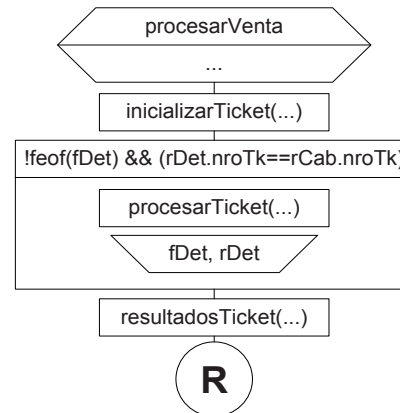 procesarVenta
...
inicializarTicket(...)
!feof(fDet) && (rDet.nroTk==rCab.nroTk)
procesarTicket(...)
fDet, rDet
resultadosTicket(...)
R